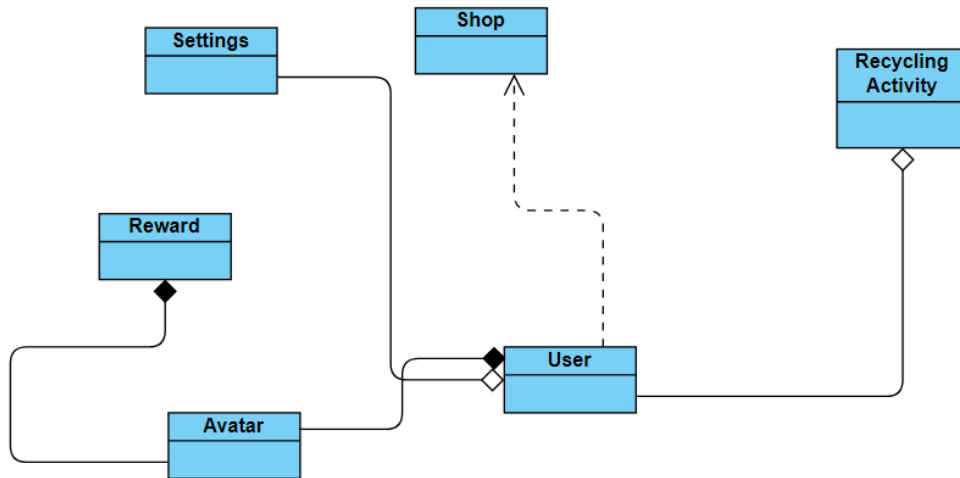 Settings
Shop
Recycling
Activity
Reward
User
Avatar